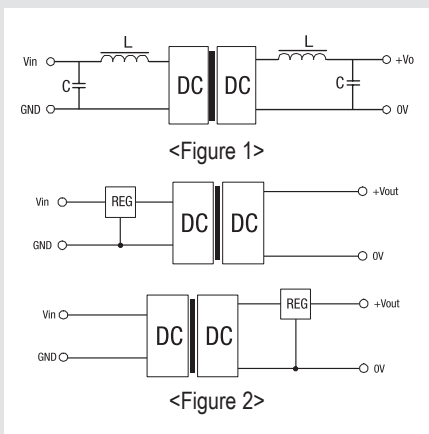 L L
Vin +Vo
C DC DC C
GND 0V
<Figure 1>
Vin REG +Vout
DC DC
GND 0V
Vin REG +Vout
DC DC
GND 0V
<Figure 2>